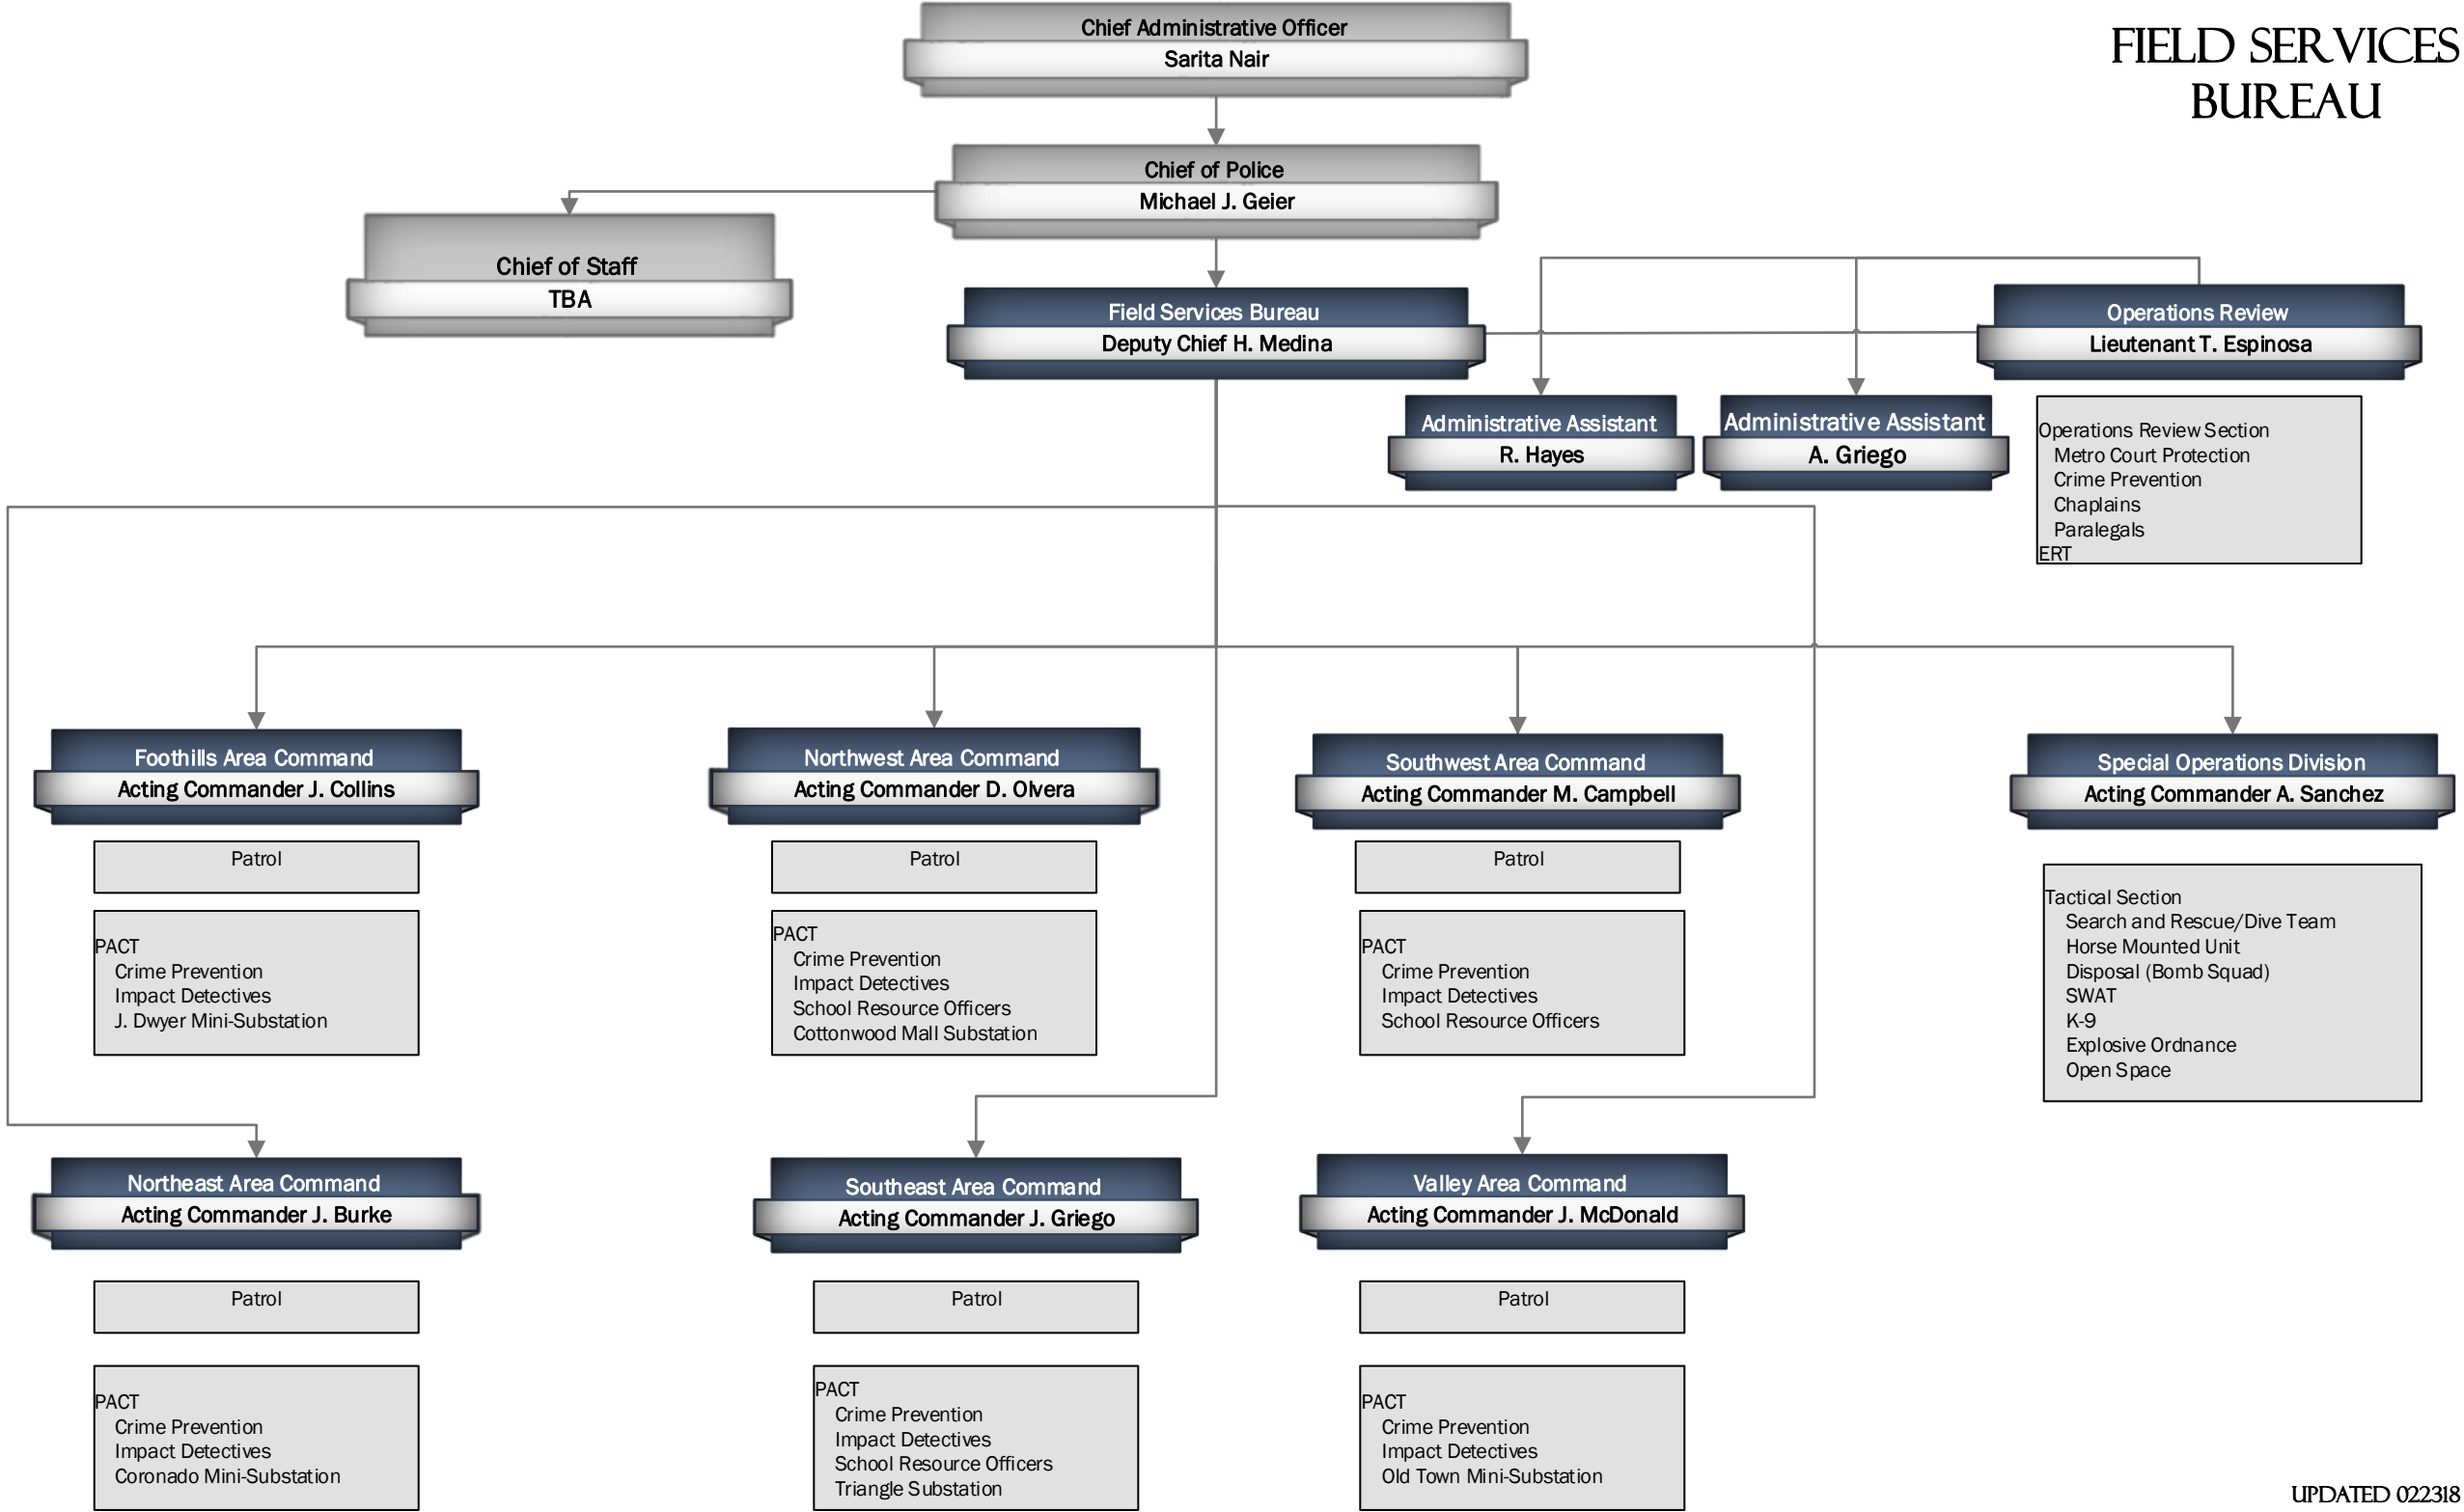 FIELD SERVICES
BUREAU
Chief Administrative Officer
Sarita Nair
Chief of Police
Michael J. Geier
Chief of Staff
TBA
Field Services Bureau
Deputy Chief H. Medina
Operations Review
Lieutenant T. Espinosa
Administrative Assistant
R. Hayes
Administrative Assistant
A. Griego
Operations Review Section
Metro Court Protection
Crime Prevention
Chaplains
Paralegals
ERT
Foothills Area Command
Acting Commander J. Collins
Patrol
PACT
Crime Prevention
Impact Detectives
J. Dwyer Mini-Substation
Northwest Area Command
Acting Commander D. Olvera
Patrol
PACT
Crime Prevention
Impact Detectives
School Resource Officers
Cottonwood Mall Substation
Southwest Area Command
Acting Commander M. Campbell
Patrol
PACT
Crime Prevention
Impact Detectives
School Resource Officers
Special Operations Division
Acting Commander A. Sanchez
Tactical Section
Search and Rescue/Dive Team
Horse Mounted Unit
Disposal (Bomb Squad)
SWAT
K-9
Explosive Ordnance
Open Space
Northeast Area Command
Acting Commander J. Burke
Patrol
PACT
Crime Prevention
Impact Detectives
Coronado Mini-Substation
Southeast Area Command
Acting Commander J. Griego
Patrol
PACT
Crime Prevention
Impact Detectives
School Resource Officers
Triangle Substation
Valley Area Command
Acting Commander J. McDonald
Patrol
PACT
Crime Prevention
Impact Detectives
Old Town Mini-Substation
UPDATED 022318